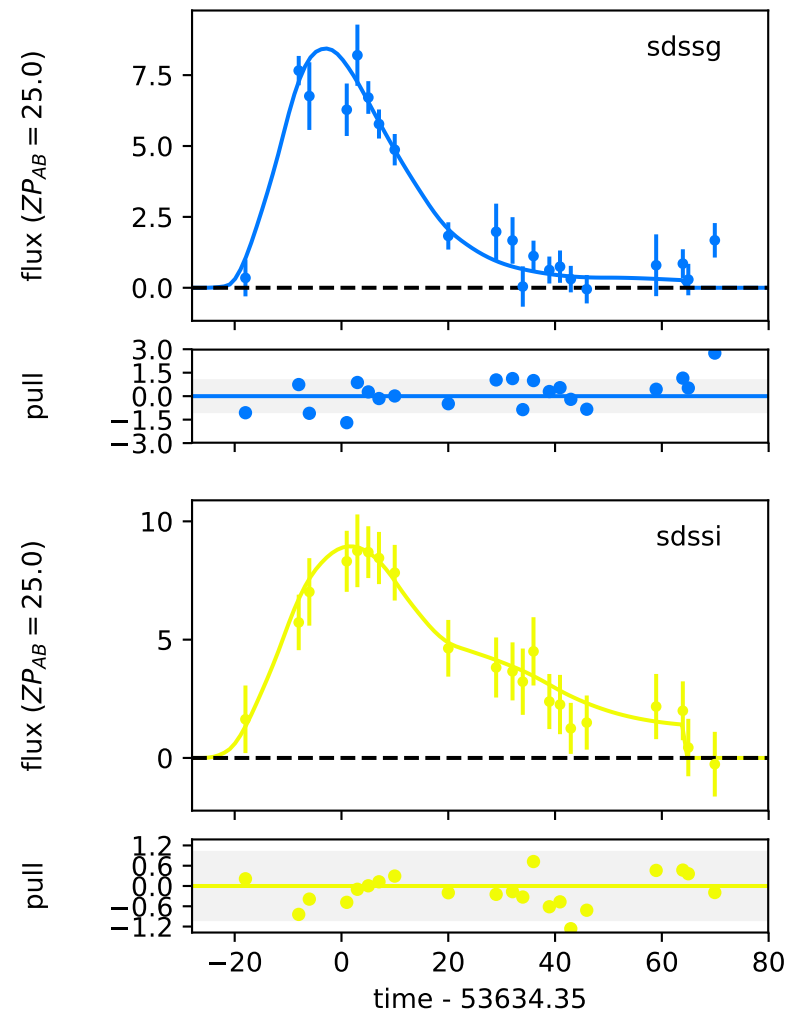 sdssg
flux (ZP_AB = 25.0)
7.5
5.0
2.5
0.0
pull
3.0
1.5
0.0
−1.5
−3.0
sdssi
flux (ZP_AB = 25.0)
10
5
0
pull
1.2
0.6
0.0
−0.6
−1.2
−20 0 20 40 60 80
time - 53634.35